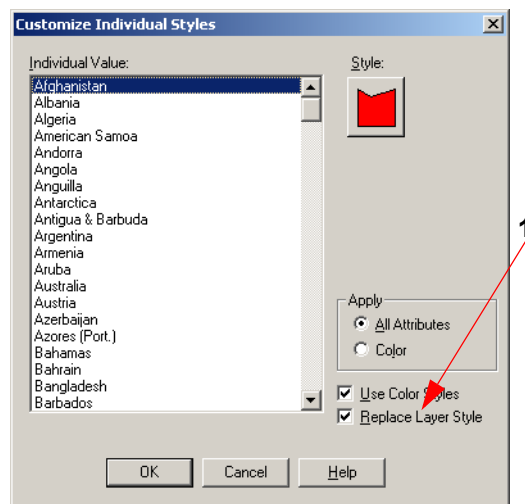 Customize Individual Styles
Individual Value:
Style:
Afghanistan
Albania
Algeria
American Samoa
Andorra
Angola
Anguilla
Antarctica
Antigua & Barbuda
Argentina
Armenia
Aruba
Australia
Austria
Azerbaijan
Azores (Port.)
Bahamas
Bahrain
Bangladesh
Barbados
1
Apply
All Attributes
Color
Use Color Styles
Replace Layer Style
OK
Cancel
Help